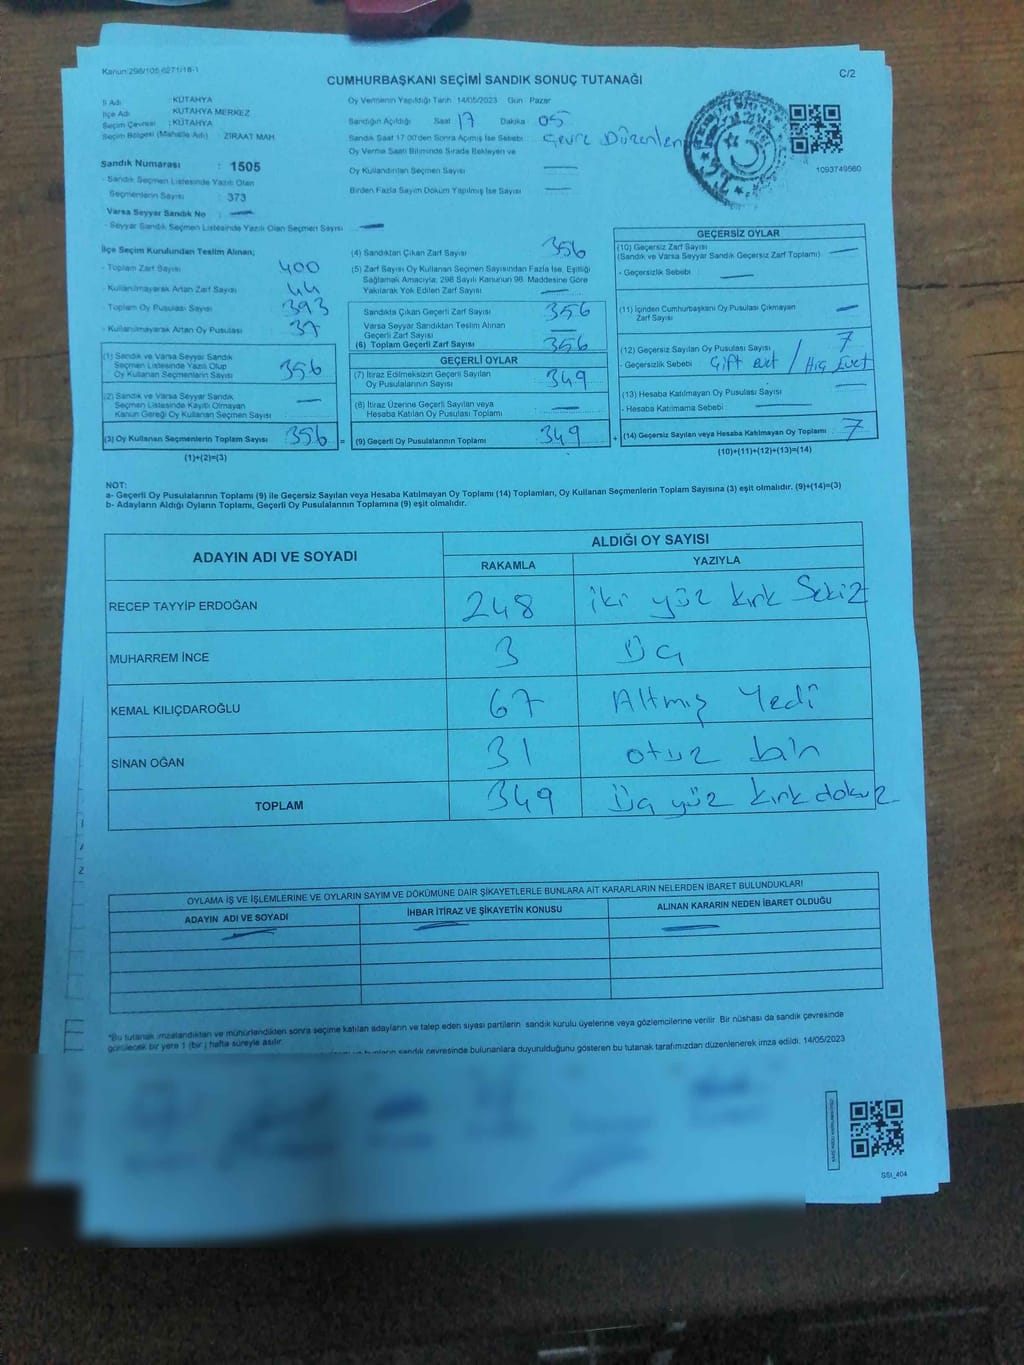 Kanun:298/105 6271/18-1
CUMHURBAŞKANI SEÇİMİ SANDIK SONUÇ TUTANAĞI
C/2
İl Adı : KÜTAHYA
İlçe Adı : KÜTAHYA MERKEZ
Seçim Çevresi : KÜTAHYA
Seçim Bölgesi (Mahalle Adı) : ZİRAAT MAH.
Sandık Numarası : 1505
- Sandık Seçmen Listesinde Yazılı Olan
Seçmenlerin Sayısı : 373
Varsa Seyyar Sandık No : —
- Seyyar Sandık Seçmen Listesinde Yazılı Olan Seçmen Sayısı : —
Oy Vermenin Yapıldığı Tarih 14/05/2023 Gün Pazar
Sandığın Açıldığı Saat 17 Dakika 05
Sandık Saat 17.00'den Sonra Açılmış İse Sebebi Çevre Düzenlen
Oy Verme Saati Bitiminde Sırada Bekleyen ve
Oy Kullandırılan Seçmen Sayısı —
Birden Fazla Sayım Döküm Yapılmış İse Sayısı —
1093749560
İlçe Seçim Kurulundan Teslim Alınan;
- Toplam Zarf Sayısı 400
- Kullanılmayarak Artan Zarf Sayısı 44
- Toplam Oy Pusulası Sayısı 393
- Kullanılmayarak Artan Oy Pusulası 37
(1) Sandık ve Varsa Seyyar Sandık
Seçmen Listesinde Yazılı Olup
Oy Kullanan Seçmenlerin Sayısı 356
(2) Sandık ve Varsa Seyyar Sandık
Seçmen Listesinde Kayıtlı Olmayan
Kanun Gereği Oy Kullanan Seçmen Sayısı —
(3) Oy Kullanan Seçmenlerin Toplam Sayısı 356 =
(1)+(2)=(3)
(4) Sandıktan Çıkan Zarf Sayısı 356
(5) Zarf Sayısı Oy Kullanan Seçmen Sayısından Fazla İse, Eşitliği
Sağlamak Amacıyla, 298 Sayılı Kanunun 98. Maddesine Göre
Yakılarak Yok Edilen Zarf Sayısı —
Sandıkta Çıkan Geçerli Zarf Sayısı 356
Varsa Seyyar Sandıktan Teslim Alınan
Geçerli Zarf Sayısı —
(6) Toplam Geçerli Zarf Sayısı 356
GEÇERLİ OYLAR
(7) İtiraz Edilmeksizin Geçerli Sayılan
Oy Pusulalarının Sayısı 349
(8) İtiraz Üzerine Geçerli Sayılan veya
Hesaba Katılan Oy Pusulası Toplamı —
(9) Geçerli Oy Pusulalarının Toplamı 349 +
GEÇERSİZ OYLAR
(10) Geçersiz Zarf Sayısı
(Sandık ve Varsa Seyyar Sandık Geçersiz Zarf Toplamı) —
- Geçersizlik Sebebi : —
(11) İçinden Cumhurbaşkanı Oy Pusulası Çıkmayan
Zarf Sayısı —
(12) Geçersiz Sayılan Oy Pusulası Sayısı 7
- Geçersizlik Sebebi : Çift evet / Hiç Evet
(13) Hesaba Katılmayan Oy Pusulası Sayısı —
- Hesaba Katılmama Sebebi : —
(14) Geçersiz Sayılan veya Hesaba Katılmayan Oy Toplamı : 7
(10)+(11)+(12)+(13)=(14)
NOT:
a- Geçerli Oy Pusulalarının Toplamı (9) ile Geçersiz Sayılan veya Hesaba Katılmayan Oy Toplamı (14) Toplamları, Oy Kullanan Seçmenlerin Toplam Sayısına (3) eşit olmalıdır. (9)+(14)=(3)
b- Adayların Aldığı Oyların Toplamı, Geçerli Oy Pusulalarının Toplamına (9) eşit olmalıdır.
ADAYIN ADI VE SOYADI
ALDIĞI OY SAYISI
RAKAMLA YAZIYLA
RECEP TAYYİP ERDOĞAN 248 iki yüz kırk Sekiz
MUHARREM İNCE 3 Üç
KEMAL KILIÇDAROĞLU 67 Altmış Yedi
SİNAN OĞAN 31 otuz bir
TOPLAM 349 Üç yüz kırk dokuz
OYLAMA İŞ VE İŞLEMLERİNE VE OYLARIN SAYIM VE DÖKÜMÜNE DAİR ŞİKAYETLERLE BUNLARA AİT KARARLARIN NELERDEN İBARET BULUNDUKLARI
ADAYIN ADI VE SOYADI İHBAR İTİRAZ VE ŞİKAYETİN KONUSU ALINAN KARARIN NEDEN İBARET OLDUĞU
— — —
*Bu tutanak imzalandıktan ve mühürlendikten sonra seçime katılan adayların ve talep eden siyasi partilerin sandık kurulu üyelerine veya gözlemcilerine verilir. Bir nüshası da sandık çevresinde
görülecek bir yere 1 (bir) hafta süreyle asılır.
bunların sandık çevresinde bulunanlara duyurulduğunu gösteren bu tutanak tarafımızdan düzenlenerek imza edildi. 14/05/2023
GSI_404